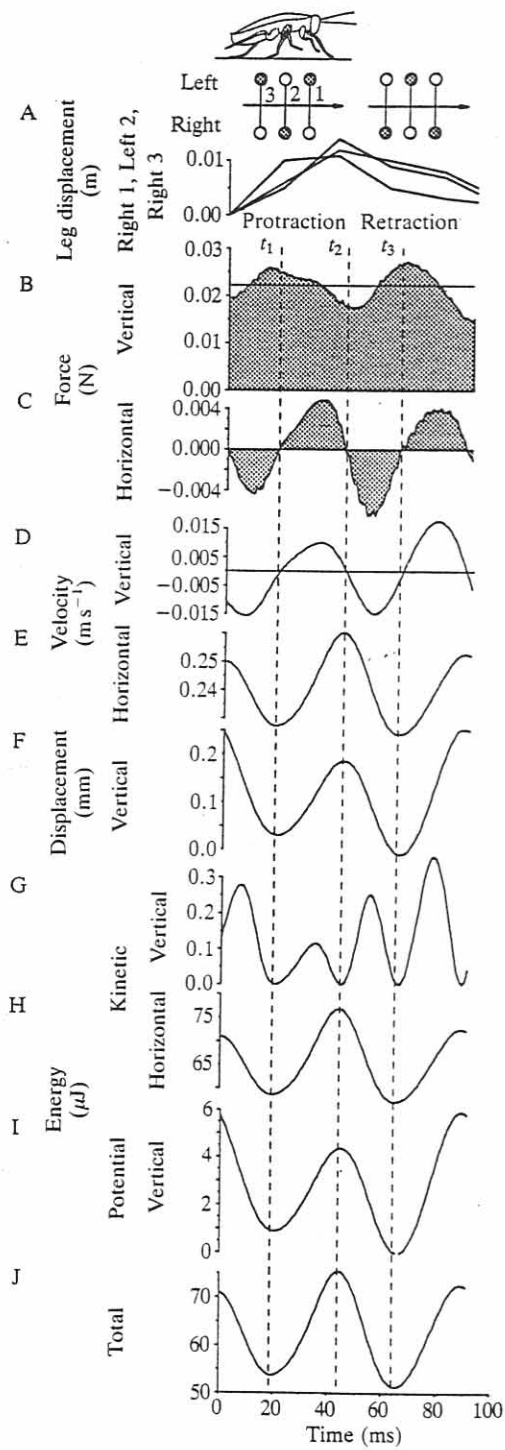 Left
3 2 1
Right
A
Leg displacement
(m)
Right 1, Left 2,
Right 3
0.01
0.00
Protraction Retraction
t1 t2 t3
B
Force
(N)
Vertical
0.03
0.02
0.01
0.00
C
Horizontal
0.004
0.000
−0.004
D
Velocity
(m s−1)
Vertical
0.015
0.005
−0.005
−0.015
E
Horizontal
0.25
0.24
F
Displacement
(mm)
Vertical
0.2
0.1
0.0
G
Kinetic
Vertical
0.3
0.2
0.1
0.0
H
Energy
(μJ)
Horizontal
75
65
I
Potential
Vertical
6
4
2
0
J
Total
70
60
50
0 20 40 60 80 100
Time (ms)